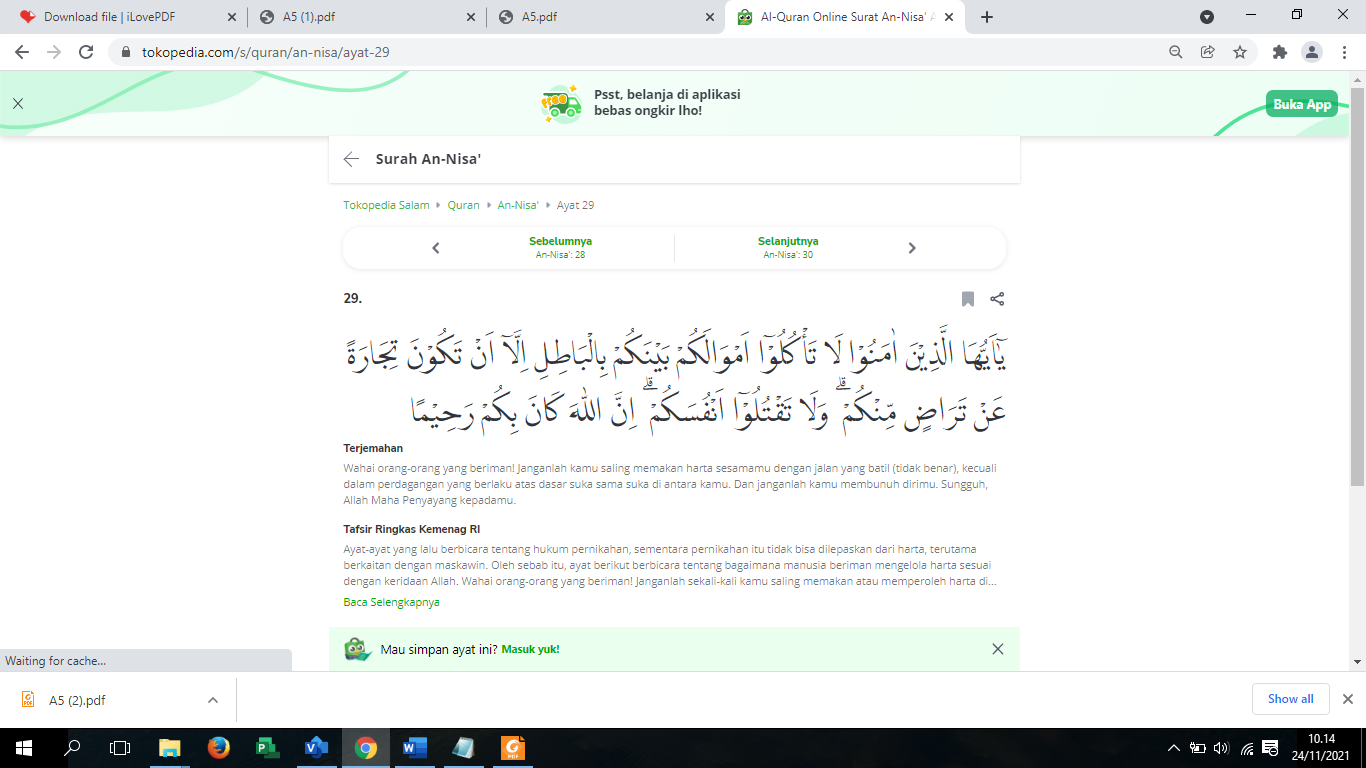 Download file | iLovePDF
A5 (1).pdf
A5.pdf
Al-Quran Online Surat An-Nisa' A
tokopedia.com/s/quran/an-nisa/ayat-29
Psst, belanja di aplikasi
bebas ongkir lho!
Buka App
Surah An-Nisa'
Tokopedia Salam
Quran
An-Nisa'
Ayat 29
Sebelumnya
An-Nisa': 28
Selanjutnya
An-Nisa': 30
29.
يٰٓاَيُّهَا الَّذِيْنَ اٰمَنُوْا لَا تَأْكُلُوْٓا اَمْوَالَكُمْ بَيْنَكُمْ بِالْبَاطِلِ اِلَّآ اَنْ تَكُوْنَ تِجَارَةً
عَنْ تَرَاضٍ مِّنْكُمْ ۗ وَلَا تَقْتُلُوْٓا اَنْفُسَكُمْ ۗ اِنَّ اللّٰهَ كَانَ بِكُمْ رَحِيْمًا
Terjemahan
Wahai orang-orang yang beriman! Janganlah kamu saling memakan harta sesamamu dengan jalan yang batil (tidak benar), kecuali
dalam perdagangan yang berlaku atas dasar suka sama suka di antara kamu. Dan janganlah kamu membunuh dirimu. Sungguh,
Allah Maha Penyayang kepadamu.
Tafsir Ringkas Kemenag RI
Ayat-ayat yang lalu berbicara tentang hukum pernikahan, sementara pernikahan itu tidak bisa dilepaskan dari harta, terutama
berkaitan dengan maskawin. Oleh sebab itu, ayat berikut berbicara tentang bagaimana manusia beriman mengelola harta sesuai
dengan keridaan Allah. Wahai orang-orang yang beriman! Janganlah sekali-kali kamu saling memakan atau memperoleh harta di...
Baca Selengkapnya
Mau simpan ayat ini? Masuk yuk!
Waiting for cache...
A5 (2).pdf
Show all
10.14
24/11/2021